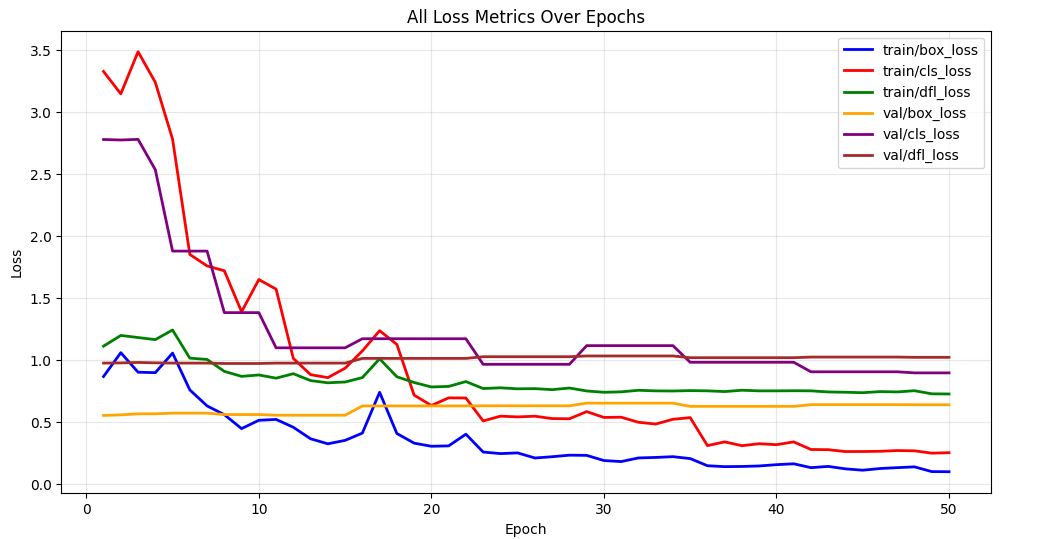 All Loss Metrics Over Epochs
3.5
3.0
2.5
2.0
1.5
1.0
0.5
0.0
Loss
train/box_loss
train/cls_loss
train/dfl_loss
val/box_loss
val/cls_loss
val/dfl_loss
0 10 20 30 40 50
Epoch